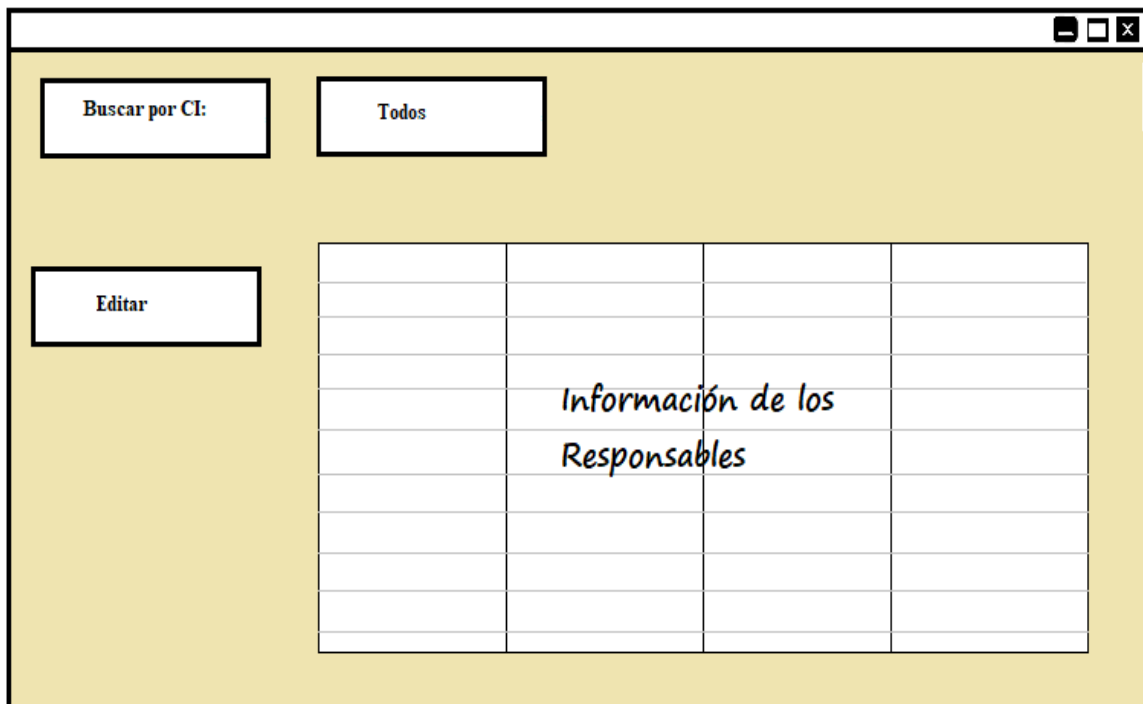 Buscar por CI:
Todos
Editar
Información de los
Responsables